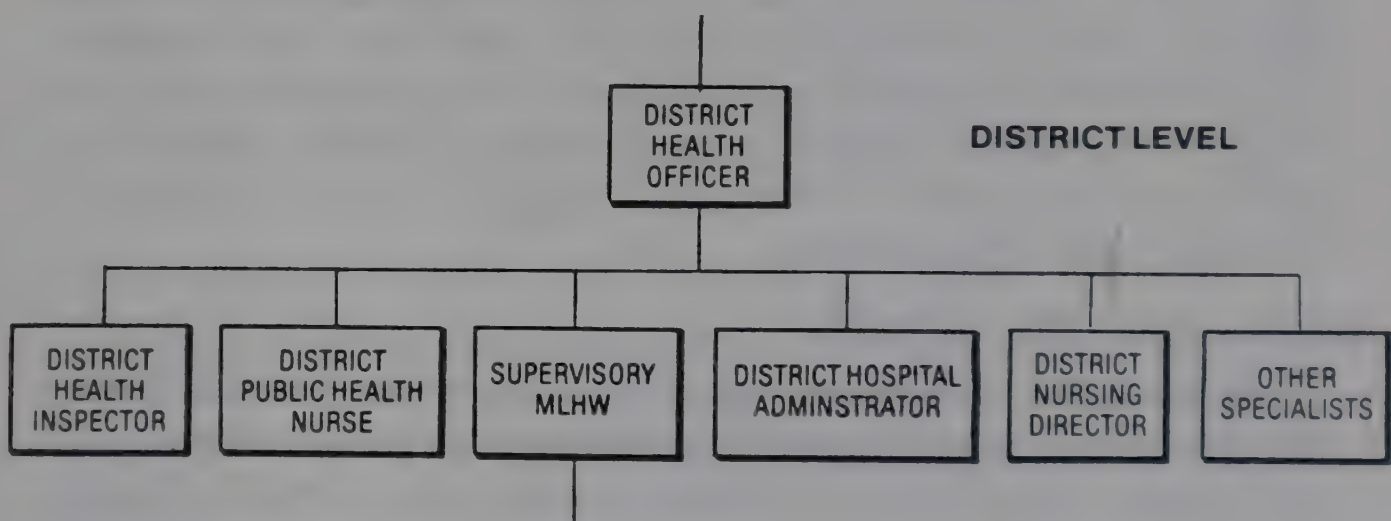 DISTRICT
HEALTH
OFFICER
DISTRICT LEVEL
DISTRICT
HEALTH
INSPECTOR
DISTRICT
PUBLIC HEALTH
NURSE
SUPERVISORY
MLHW
DISTRICT HOSPITAL
ADMINSTRATOR
DISTRICT
NURSING
DIRECTOR
OTHER
SPECIALISTS